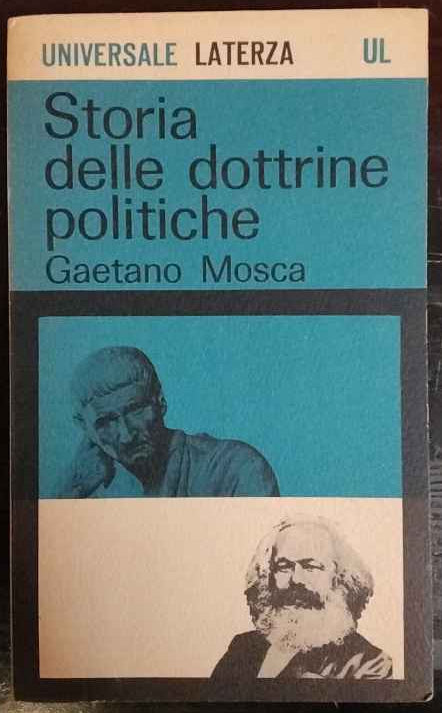 UNIVERSALE LATERZA UL
Storia
delle dottrine
politiche
Gaetano Mosca